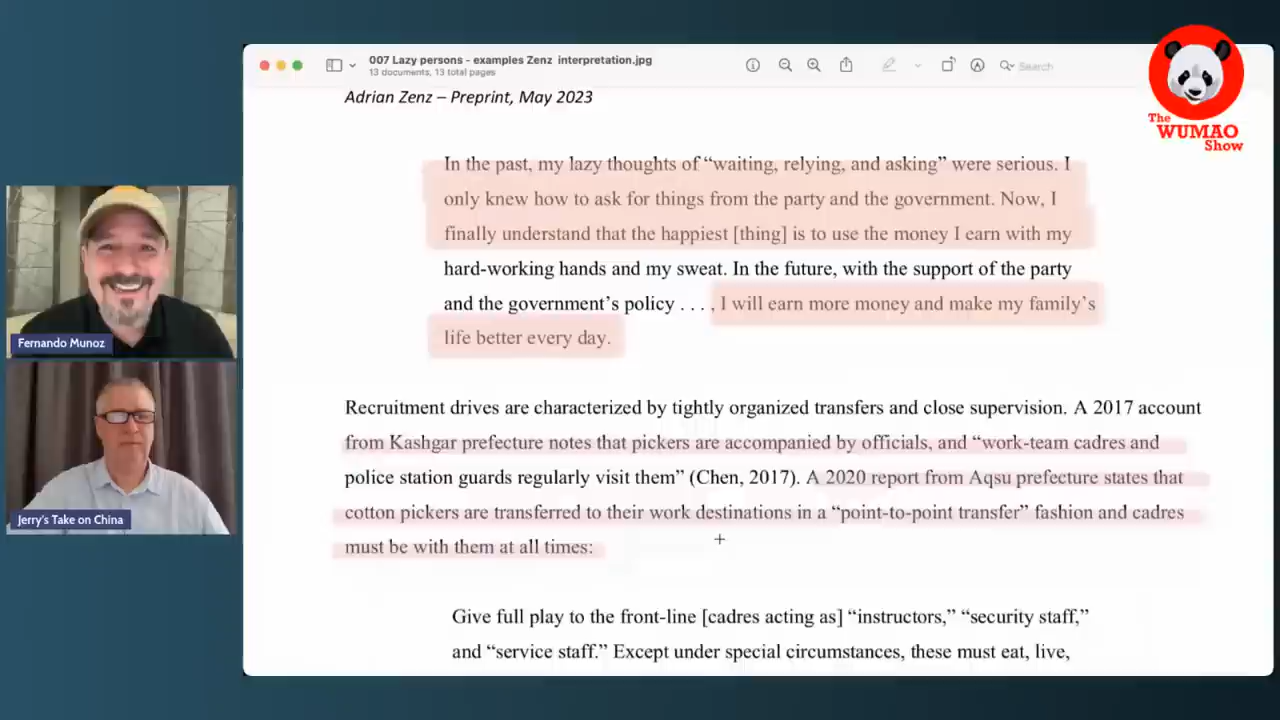 007 Lazy persons - examples Zenz interpretation.jpg
13 documents, 13 total pages
Search
The
WUMAO
Show
Adrian Zenz – Preprint, May 2023
In the past, my lazy thoughts of “waiting, relying, and asking” were serious. I
only knew how to ask for things from the party and the government. Now, I
finally understand that the happiest [thing] is to use the money I earn with my
hard-working hands and my sweat. In the future, with the support of the party
and the government’s policy . . . , I will earn more money and make my family’s
life better every day.
Fernando Munoz
Recruitment drives are characterized by tightly organized transfers and close supervision. A 2017 account
from Kashgar prefecture notes that pickers are accompanied by officials, and “work-team cadres and
police station guards regularly visit them” (Chen, 2017). A 2020 report from Aqsu prefecture states that
cotton pickers are transferred to their work destinations in a “point-to-point transfer” fashion and cadres
must be with them at all times:
Jerry's Take on China
Give full play to the front-line [cadres acting as] “instructors,” “security staff,”
and “service staff.” Except under special circumstances, these must eat, live,